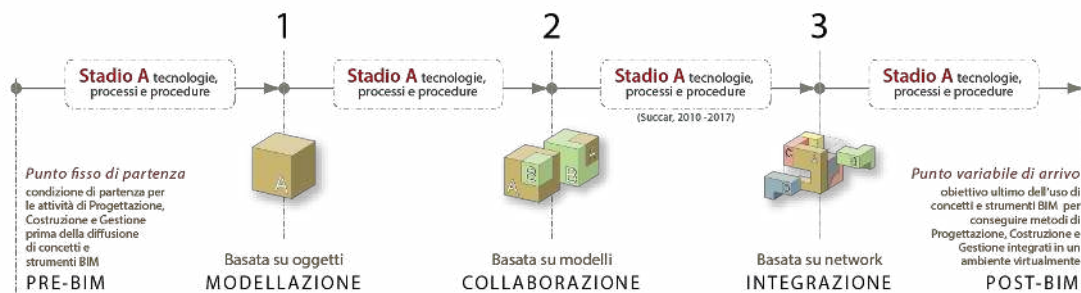 1
2
3
Stadio A tecnologie,
processi e procedure
Stadio A tecnologie,
processi e procedure
Stadio A tecnologie,
processi e procedure
(Succar, 2010 -2017)
Stadio A tecnologie,
processi e procedure
Punto fisso di partenza
condizione di partenza per
le attività di Progettazione,
Costruzione e Gestione
prima della diffusione
di concetti e
strumenti BIM
PRE-BIM
A
Basata su oggetti
MODELLAZIONE
A
B
B
Basata su modelli
COLLABORAZIONE
C
Basata su network
INTEGRAZIONE
Punto variabile di arrivo
obiettivo ultimo dell'uso di
concetti e strumenti BIM per
conseguire metodi di
Progettazione, Costruzione e
Gestione integrati in un
ambiente virtualmente
POST-BIM